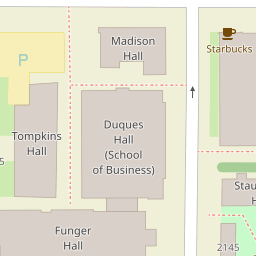 Madison
Hall
Starbucks
P
Duques
Hall
(School
of Business)
Tompkins
Hall
5
Stau
H
Funger
Hall
2145